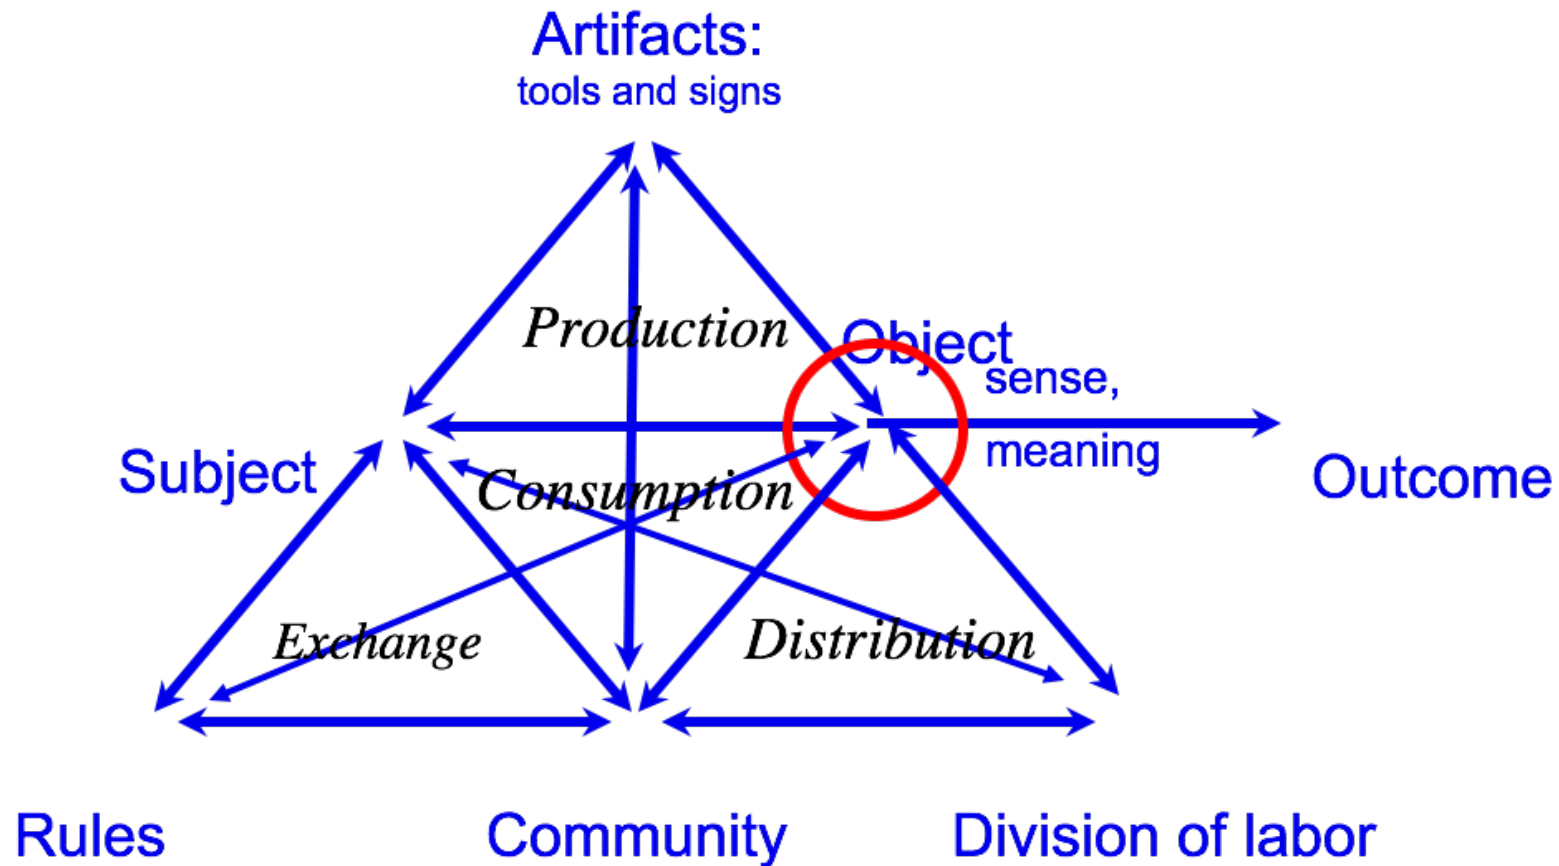 Artifacts:
tools and signs
Production
Object
sense,
meaning
Subject
Consumption
Outcome
Exchange
Distribution
Rules
Community
Division of labor